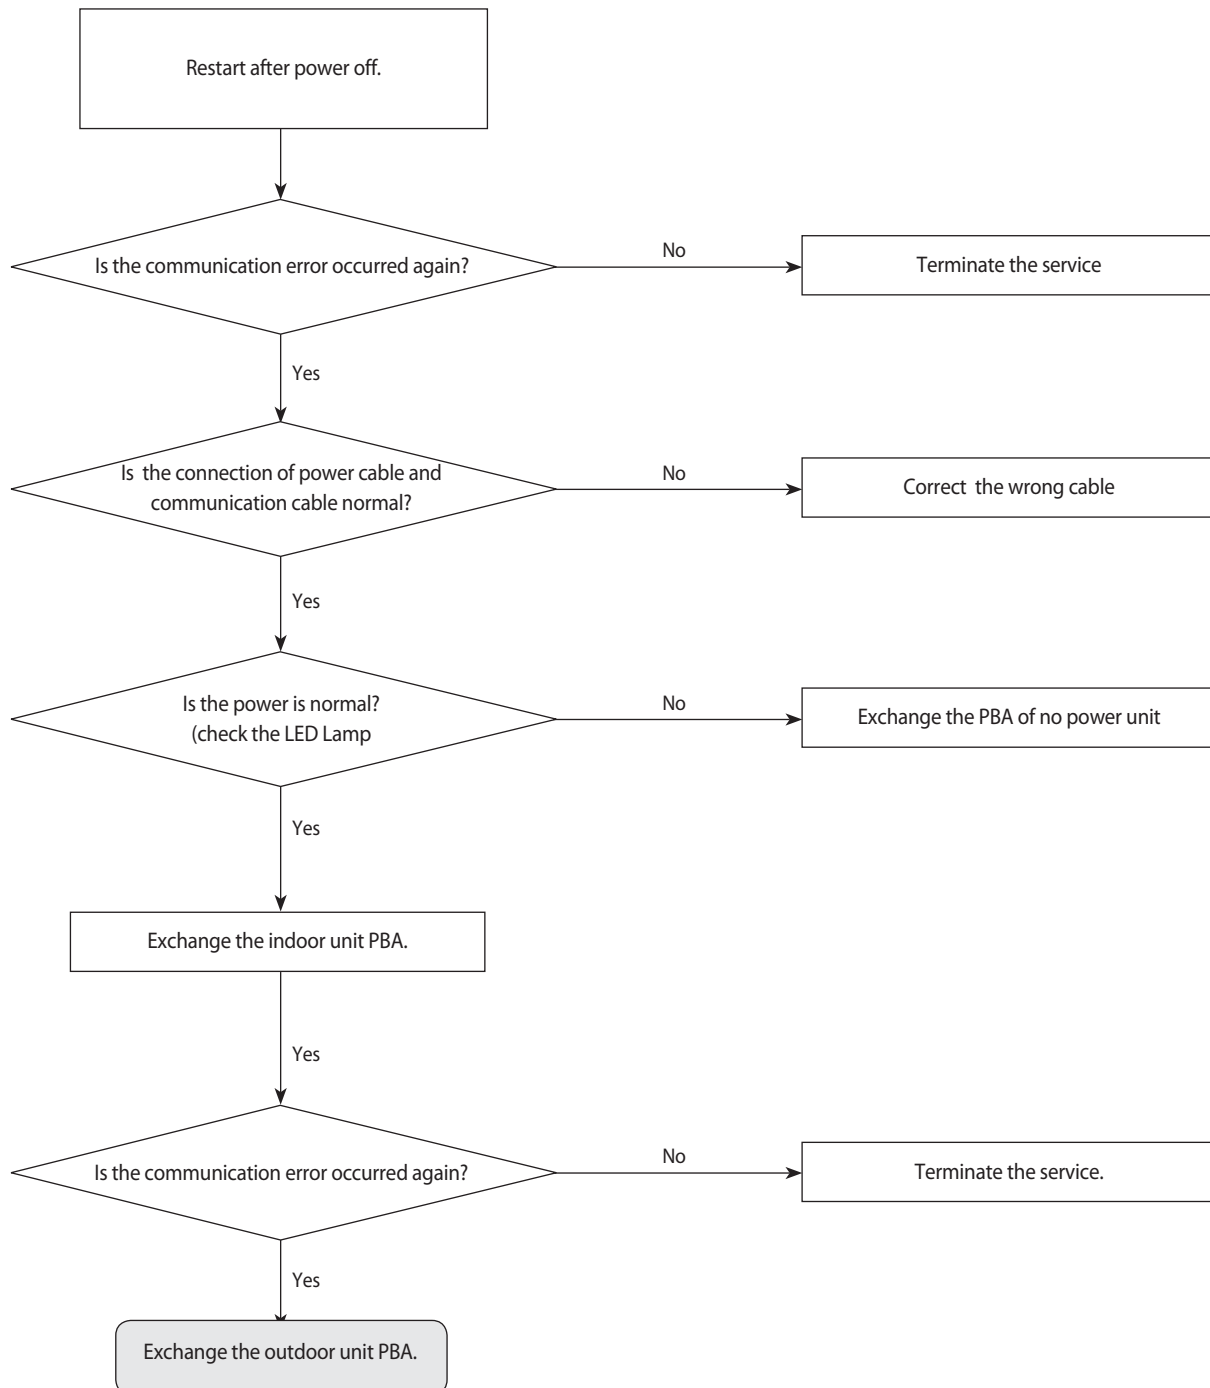 Restart after power off.
Is the communication error occurred again?
No
Terminate the service
Yes
Is the connection of power cable and
communication cable normal?
No
Correct the wrong cable
Yes
Is the power is normal?
(check the LED Lamp
No
Exchange the PBA of no power unit
Yes
Exchange the indoor unit PBA.
Yes
Is the communication error occurred again?
No
Terminate the service.
Yes
Exchange the outdoor unit PBA.